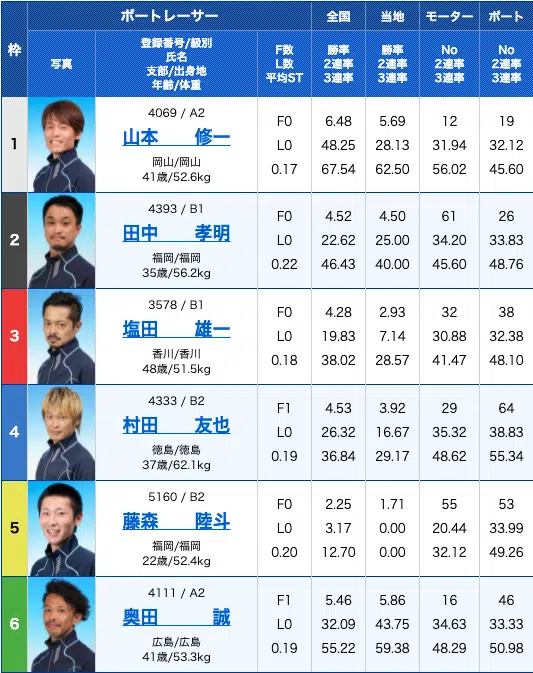 枠 ボートレーサー 全国 当地 モーター ボート
写真 登録番号/級別 F数 勝率 勝率 No No
氏名 L数 2連率 2連率 2連率 2連率
支部/出身地 平均ST 3連率 3連率 3連率 3連率
年齢/体重
1 4069 / A2 F0 6.48 5.69 12 19
山本 修一 L0 48.25 28.13 31.94 32.12
岡山/岡山 0.17 67.54 62.50 56.02 45.60
41歳/52.6kg
2 4393 / B1 F0 4.52 4.50 61 26
田中 孝明 L0 22.62 25.00 34.20 33.83
福岡/福岡 0.22 46.43 40.00 45.60 48.76
35歳/56.2kg
3 3578 / B1 F0 4.28 2.93 32 38
塩田 雄一 L0 19.83 7.14 30.88 32.38
香川/香川 0.18 38.02 28.57 41.47 48.10
48歳/51.5kg
4 4333 / B2 F1 4.53 3.92 29 64
村田 友也 L0 26.32 16.67 35.32 38.83
徳島/徳島 0.19 36.84 29.17 48.62 55.34
37歳/62.1kg
5 5160 / B2 F0 2.25 1.71 55 53
藤森 陸斗 L0 3.17 0.00 20.44 33.99
福岡/福岡 0.20 12.70 0.00 32.12 49.26
22歳/52.4kg
6 4111 / A2 F1 5.46 5.86 16 46
奥田 誠 L0 32.09 43.75 34.63 33.33
広島/広島 0.19 55.22 59.38 48.29 50.98
41歳/53.3kg